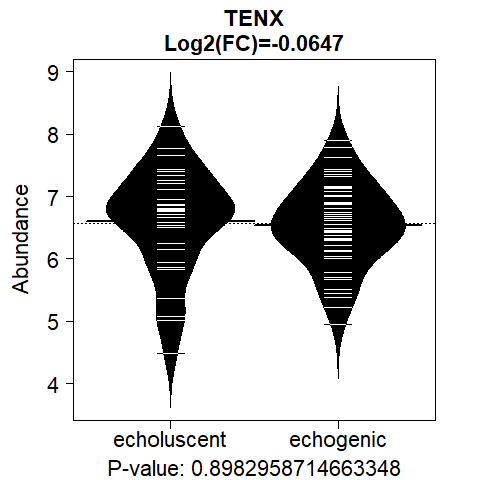 TENX
Log2(FC)=-0.0647
Abundance
9
8
7
6
5
4
echoluscent echogenic
P-value: 0.8982958714663348